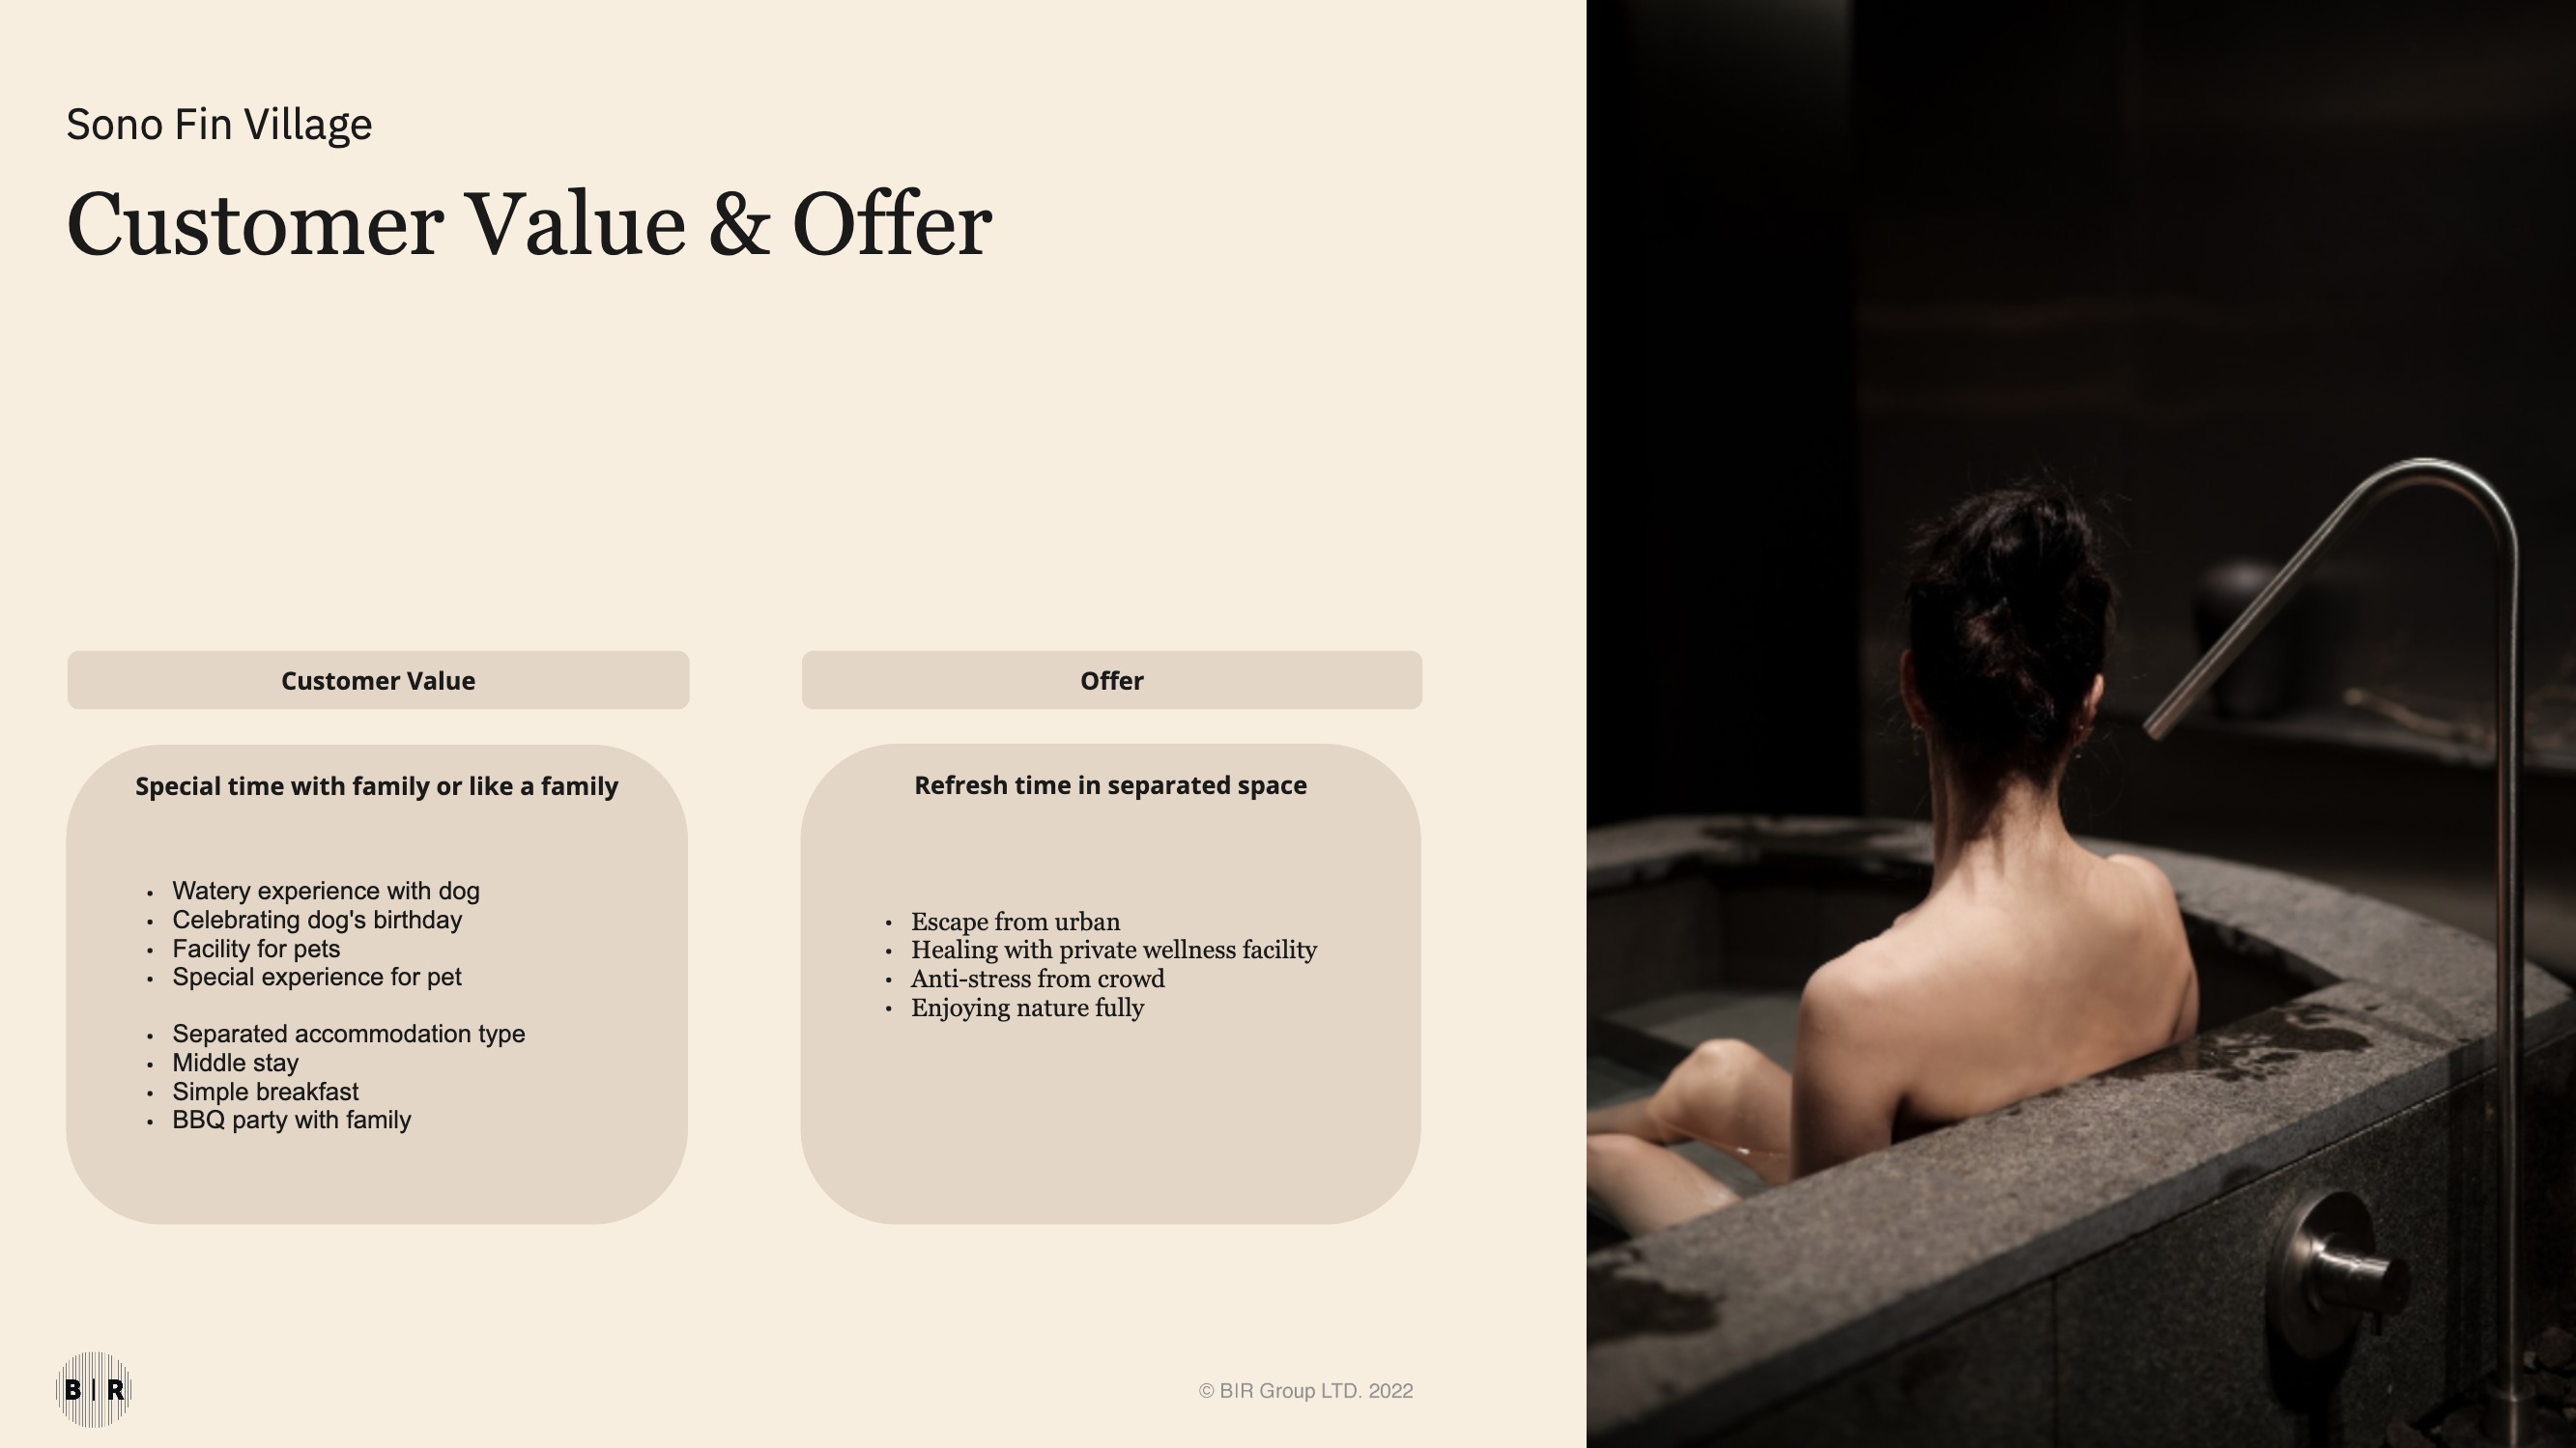 Sono Fin Village
Customer Value & Offer
Customer Value
Special time with family or like a family
• Watery experience with dog
• Celebrating dog's birthday
• Facility for pets
• Special experience for pet
• Separated accommodation type
• Middle stay
• Simple breakfast
• BBQ party with family
Offer
Refresh time in separated space
• Escape from urban
• Healing with private wellness facility
• Anti-stress from crowd
• Enjoying nature fully
B|R
© BIR Group LTD. 2022